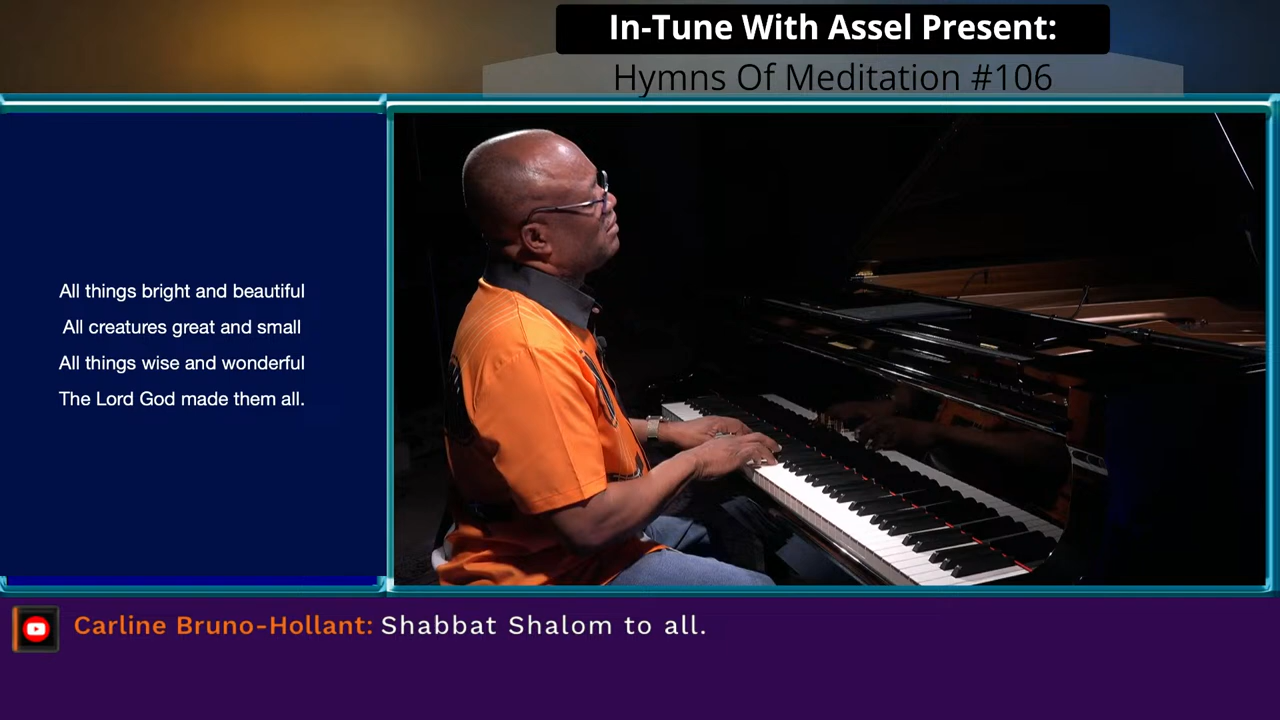 In-Tune With Assel Present:
Hymns Of Meditation #106
All things bright and beautiful
All creatures great and small
All things wise and wonderful
The Lord God made them all.
Carline Bruno-Hollant: Shabbat Shalom to all.